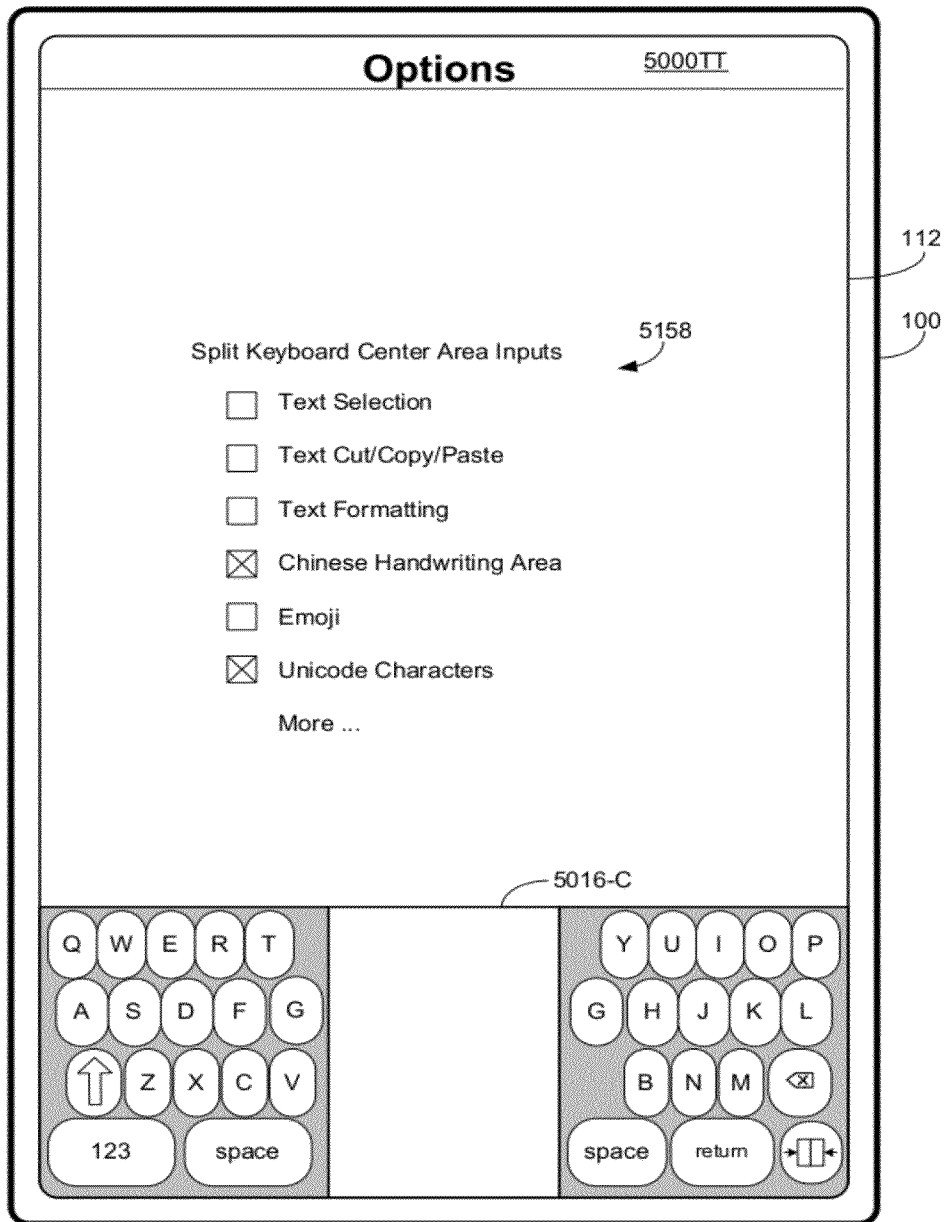 Options 5000TT
112
100
5158
Split Keyboard Center Area Inputs
Text Selection
Text Cut/Copy/Paste
Text Formatting
Chinese Handwriting Area
Emoji
Unicode Characters
More ...
5016-C
Q W E R T Y U I O P
A S D F G G H J K L
Z X C V B N M
123 space space return